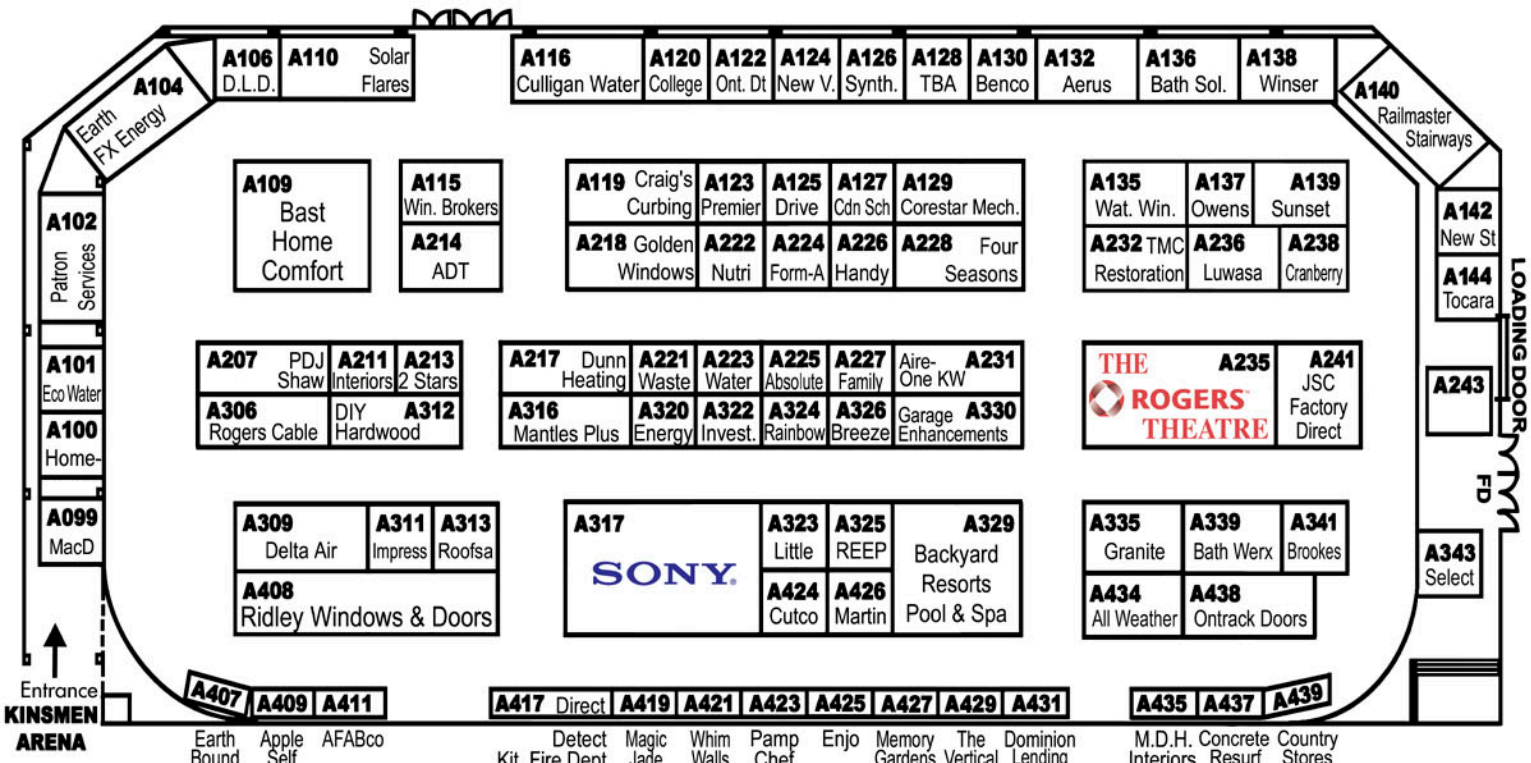 A104
Earth
FX Energy
A106
D.L.D.
A110 Solar
Flares
A116
Culligan Water
A120
College
A122
Ont. Dt
A124
New V.
A126
Synth.
A128
TBA
A130
Benco
A132
Aerus
A136
Bath Sol.
A138
Winser
A140
Railmaster
Stairways
A102
Patron
Services
A109
Bast
Home
Comfort
A115
Win. Brokers
A214
ADT
A119 Craig's
Curbing
A123
Premier
A125
Drive
A127
Cdn Sch
A129
Corestar Mech.
A218 Golden
Windows
A222
Nutri
A224
Form-A
A226
Handy
A228 Four
Seasons
A135
Wat. Win.
A137
Owens
A139
Sunset
A232 TMC
Restoration
A236
Luwasa
A238
Cranberry
A142
New St
A144
Tocara
LOADING DOOR
A101
Eco Water
A100
Home-
A099
MacD
A207 PDJ
Shaw
A211
Interiors
A213
2 Stars
A306
Rogers Cable
DIY A312
Hardwood
A217 Dunn
Heating
A221
Waste
A223
Water
A225
Absolute
A227
Family
Aire- A231
One KW
A316
Mantles Plus
A320
Energy
A322
Invest.
A324
Rainbow
A326
Breeze
Garage A330
Enhancements
THE A235
ROGERS™
THEATRE
A241
JSC
Factory
Direct
A243
FD
A309
Delta Air
A311
Impress
A313
Roofsa
A408
Ridley Windows & Doors
A317
SONY®
A323
Little
A325
REEP
A424
Cutco
A426
Martin
A329
Backyard
Resorts
Pool & Spa
A335
Granite
A339
Bath Werx
A341
Brookes
A434
All Weather
A438
Ontrack Doors
A343
Select
Entrance
KINSMEN
ARENA
A407
Earth
Bound
A409
Apple
Self
A411
AFABco
A417 Direct
Detect
Kit. Fire Dept
A419
Magic
Jade
A421
Whim
Walls
A423
Pamp
Chef
A425
Enjo
A427
Memory
Gardens
A429
The
Vertical
A431
Dominion
Lending
A435
M.D.H.
Interiors
A437
Concrete
Resurf
A439
Country
Stores